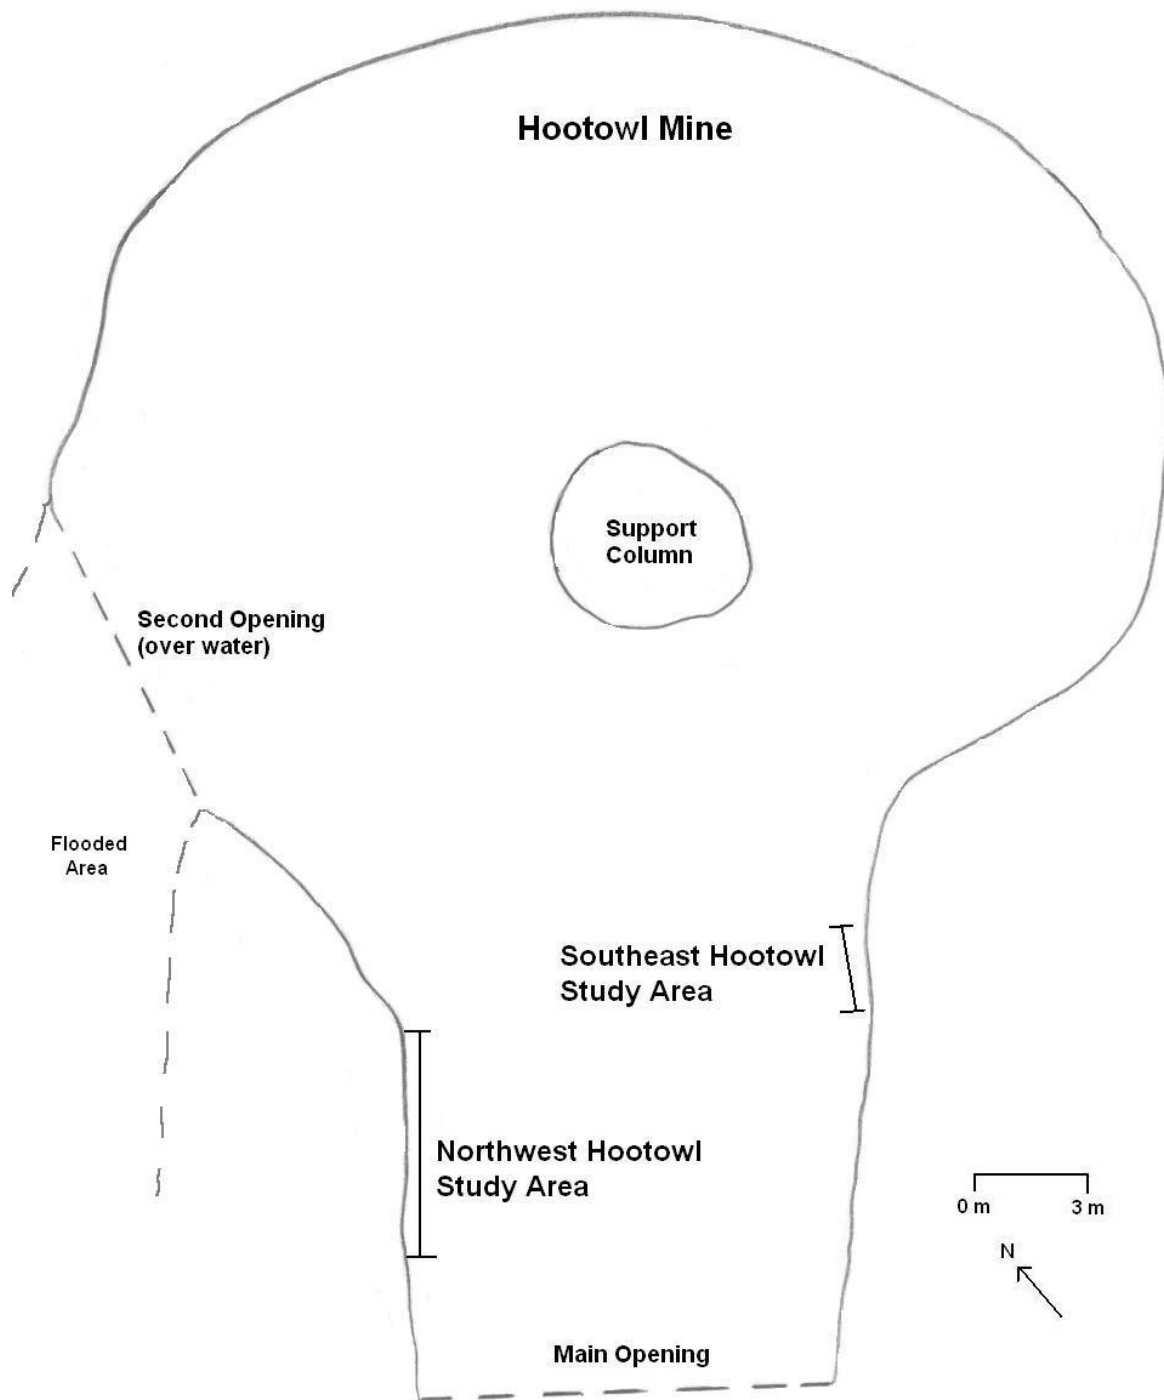 Hootowl Mine
Support
Column
Second Opening
(over water)
Flooded
Area
Southeast Hootowl
Study Area
Northwest Hootowl
Study Area
0 m 3 m
N
Main Opening